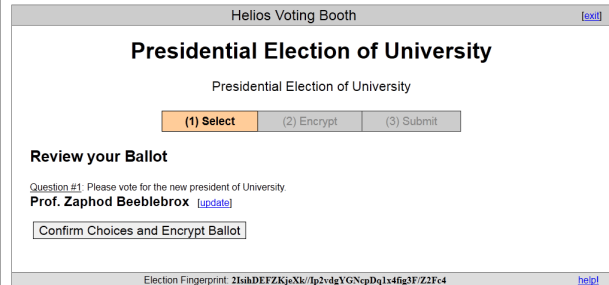 Helios Voting Booth [exit]
Presidential Election of University
Presidential Election of University
(1) Select (2) Encrypt (3) Submit
Review your Ballot
Question #1: Please vote for the new president of University.
Prof. Zaphod Beeblebrox [update]
Confirm Choices and Encrypt Ballot
Election Fingerprint: 2IsihDEFZKjeXk//Ip2vdgYGNcpDq1x4fig3F/Z2Fc4 help!